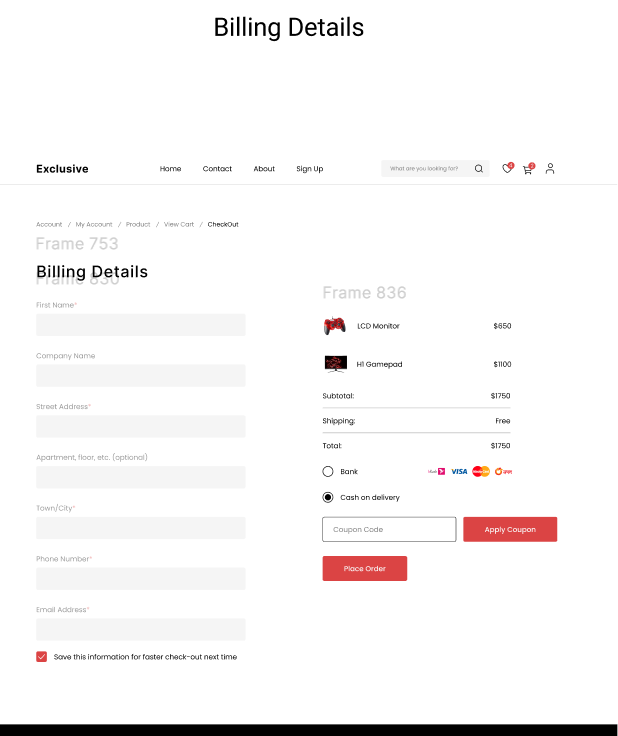 Billing Details
Exclusive
Home
Contact
About
Sign Up
What are you looking for?
4
2
Account / My Account / Product / View Cart / CheckOut
Frame 753
Billing Details
Frame 830
First Name*
Company Name
Street Address*
Apartment, floor, etc. (optional)
Town/City*
Phone Number*
Email Address*
Save this information for faster check-out next time
Frame 836
LCD Monitor $650
H1 Gamepad $1100
Subtotal: $1750
Shipping: Free
Total: $1750
Bank
VISA
Cash on delivery
Coupon Code
Apply Coupon
Place Order